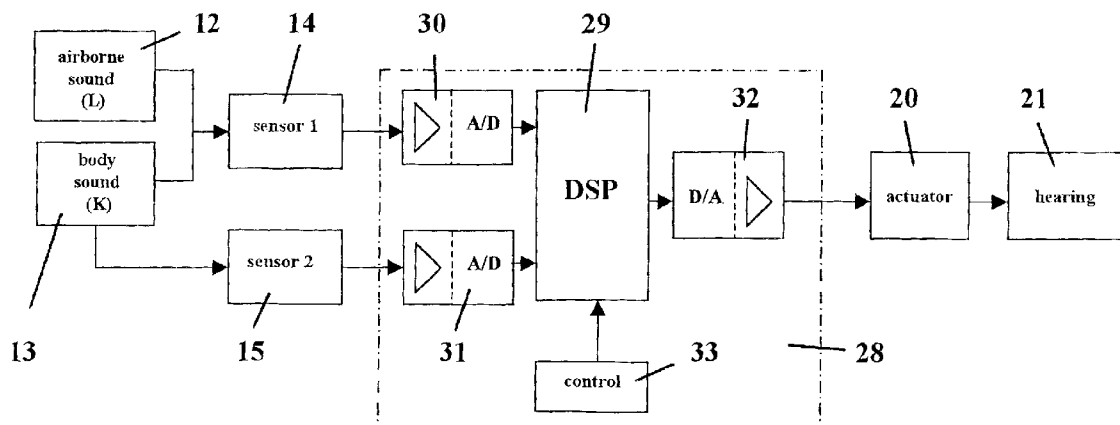 12
14
30
29
32
20
21
airborne
sound
(L)
sensor 1
A/D
DSP
D/A
actuator
hearing
body
sound
(K)
sensor 2
A/D
13
15
31
control
33
28